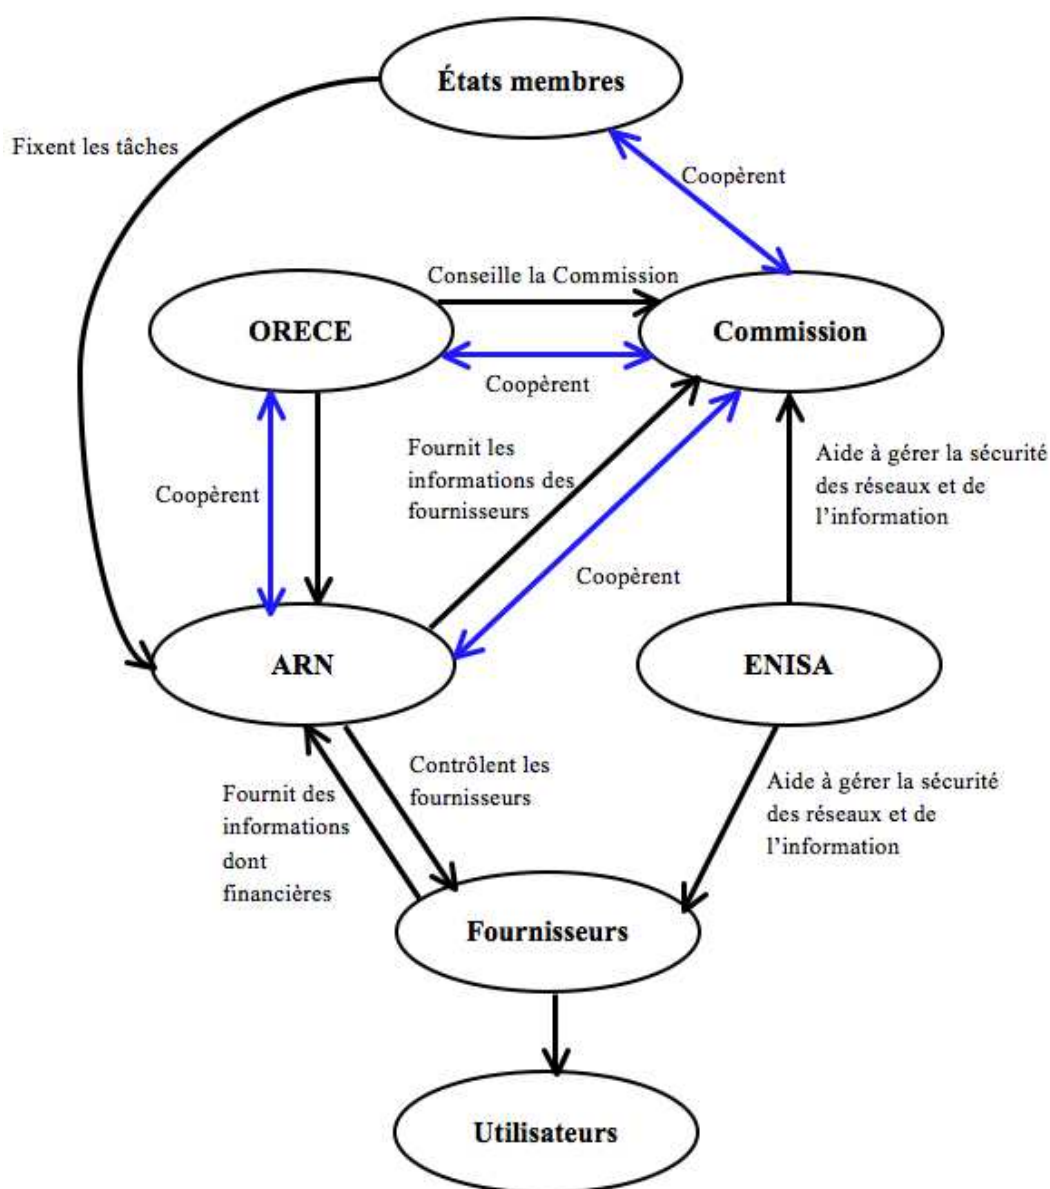 États membres
Fixent les tâches
Coopèrent
Conseille la Commission
ORECE
Commission
Coopèrent
Fournit les
informations des
fournisseurs
Aide à gérer la sécurité
des réseaux et de
l’information
Coopèrent
Coopèrent
ARN
ENISA
Contrôlent les
fournisseurs
Fournit des
informations
dont
financières
Aide à gérer la sécurité
des réseaux et de
l’information
Fournisseurs
Utilisateurs